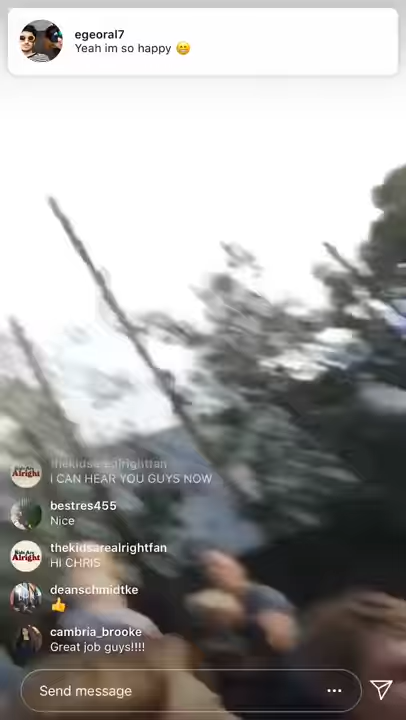 egeoral7
Yeah im so happy 😁
thekidsarealrightfan
I CAN HEAR YOU GUYS NOW
bestres455
Nice
thekidsarealrightfan
HI CHRIS
deanschmidtke
👍
cambria_brooke
Great job guys!!!!
Send message